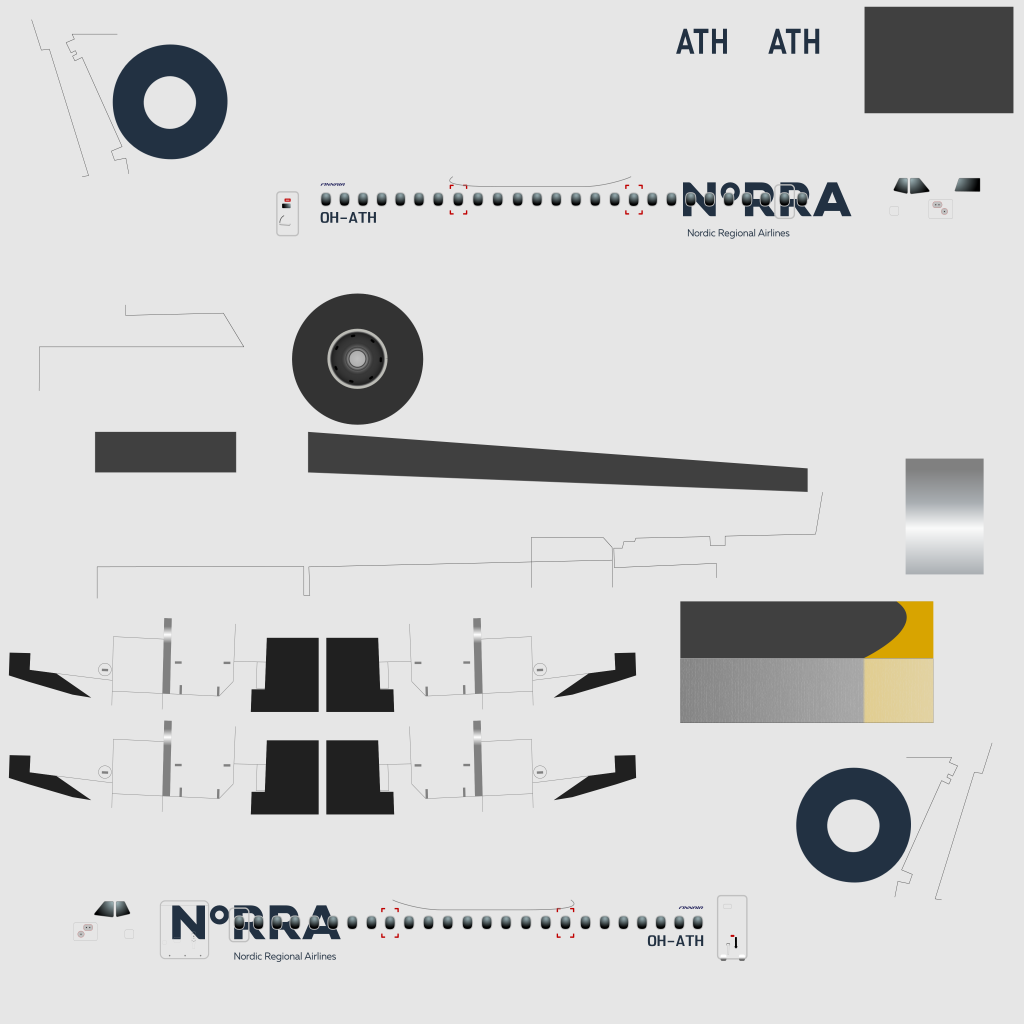 ATH ATH
FINNAIR
NORRA
OH-ATH
Nordic Regional Airlines
NORRA
FINNAIR
OH-ATH
Nordic Regional Airlines